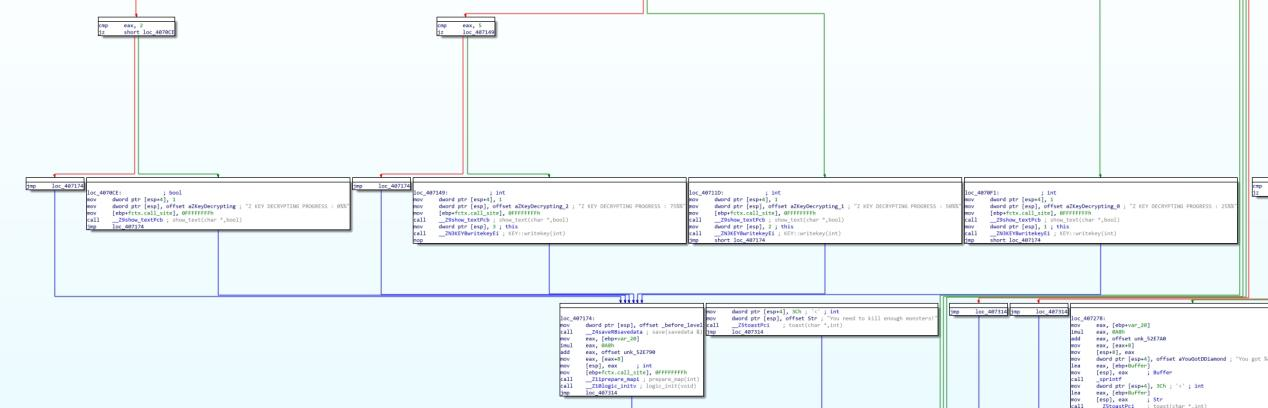 cmp eax, 2
jz short loc_4070CE
cmp eax, 5
jz loc_407149
jmp loc_407174
loc_4070CE: ; bool
mov dword ptr [esp+4], 1
mov dword ptr [esp], offset aZKeyDecrypting ; "Z KEY DECRYPTING PROGRESS : 0%%"
mov [ebp+fctx.call_site], 0FFFFFFFFh
call __Z9show_textPcb ; show_text(char *,bool)
jmp loc_407174
jmp loc_407174
loc_407149: ; int
mov dword ptr [esp+4], 1
mov dword ptr [esp], offset aZKeyDecrypting_2 ; "Z KEY DECRYPTING PROGRESS : 75%%"
mov [ebp+fctx.call_site], 0FFFFFFFFh
call __Z9show_textPcb ; show_text(char *,bool)
mov dword ptr [esp], 3 ; this
call __ZN3KEY8writekeyEi ; KEY::writekey(int)
nop
loc_40711D: ; int
mov dword ptr [esp+4], 1
mov dword ptr [esp], offset aZKeyDecrypting_1 ; "Z KEY DECRYPTING PROGRESS : 50%%"
mov [ebp+fctx.call_site], 0FFFFFFFFh
call __Z9show_textPcb ; show_text(char *,bool)
mov dword ptr [esp], 2 ; this
call __ZN3KEY8writekeyEi ; KEY::writekey(int)
jmp short loc_407174
loc_4070F1: ; int
mov dword ptr [esp+4], 1
mov dword ptr [esp], offset aZKeyDecrypting_0 ; "Z KEY DECRYPTING PROGRESS : 25%%"
mov [ebp+fctx.call_site], 0FFFFFFFFh
call __Z9show_textPcb ; show_text(char *,bool)
mov dword ptr [esp], 1 ; this
call __ZN3KEY8writekeyEi ; KEY::writekey(int)
jmp short loc_407174
cmp
jz
loc_407174:
mov dword ptr [esp], offset _before_level
call __Z4saveR8savedata ; save(savedata &)
mov eax, [ebp+var_20]
imul eax, 0A0h
add eax, offset unk_52E790
mov eax, [eax+8]
mov [esp], eax ; int
mov [ebp+fctx.call_site], 0FFFFFFFFh
call __Z11prepare_mapi ; prepare_map(int)
call __Z10logic_initv ; logic_init(void)
jmp loc_407314
mov dword ptr [esp+4], 3Ch ; '<' ; int
mov dword ptr [esp], offset Str ; "You need to kill enough monsters!"
call __Z5toastPci ; toast(char *,int)
jmp loc_407314
jmp loc_407314
jmp loc_407314
loc_407278:
mov eax, [ebp+var_20]
imul eax, 0A0h
add eax, offset unk_52E7A0
mov eax, [eax+8]
mov [esp+8], eax
mov dword ptr [esp+4], offset aYouGotDDiamond ; "You got %
lea eax, [ebp+Buffer]
mov [esp], eax ; Buffer
call _sprintf
mov dword ptr [esp+4], 3Ch ; '<' ; int
lea eax, [ebp+Buffer]
mov [esp], eax ; Str
call __Z5toastPci ; toast(char *,int)